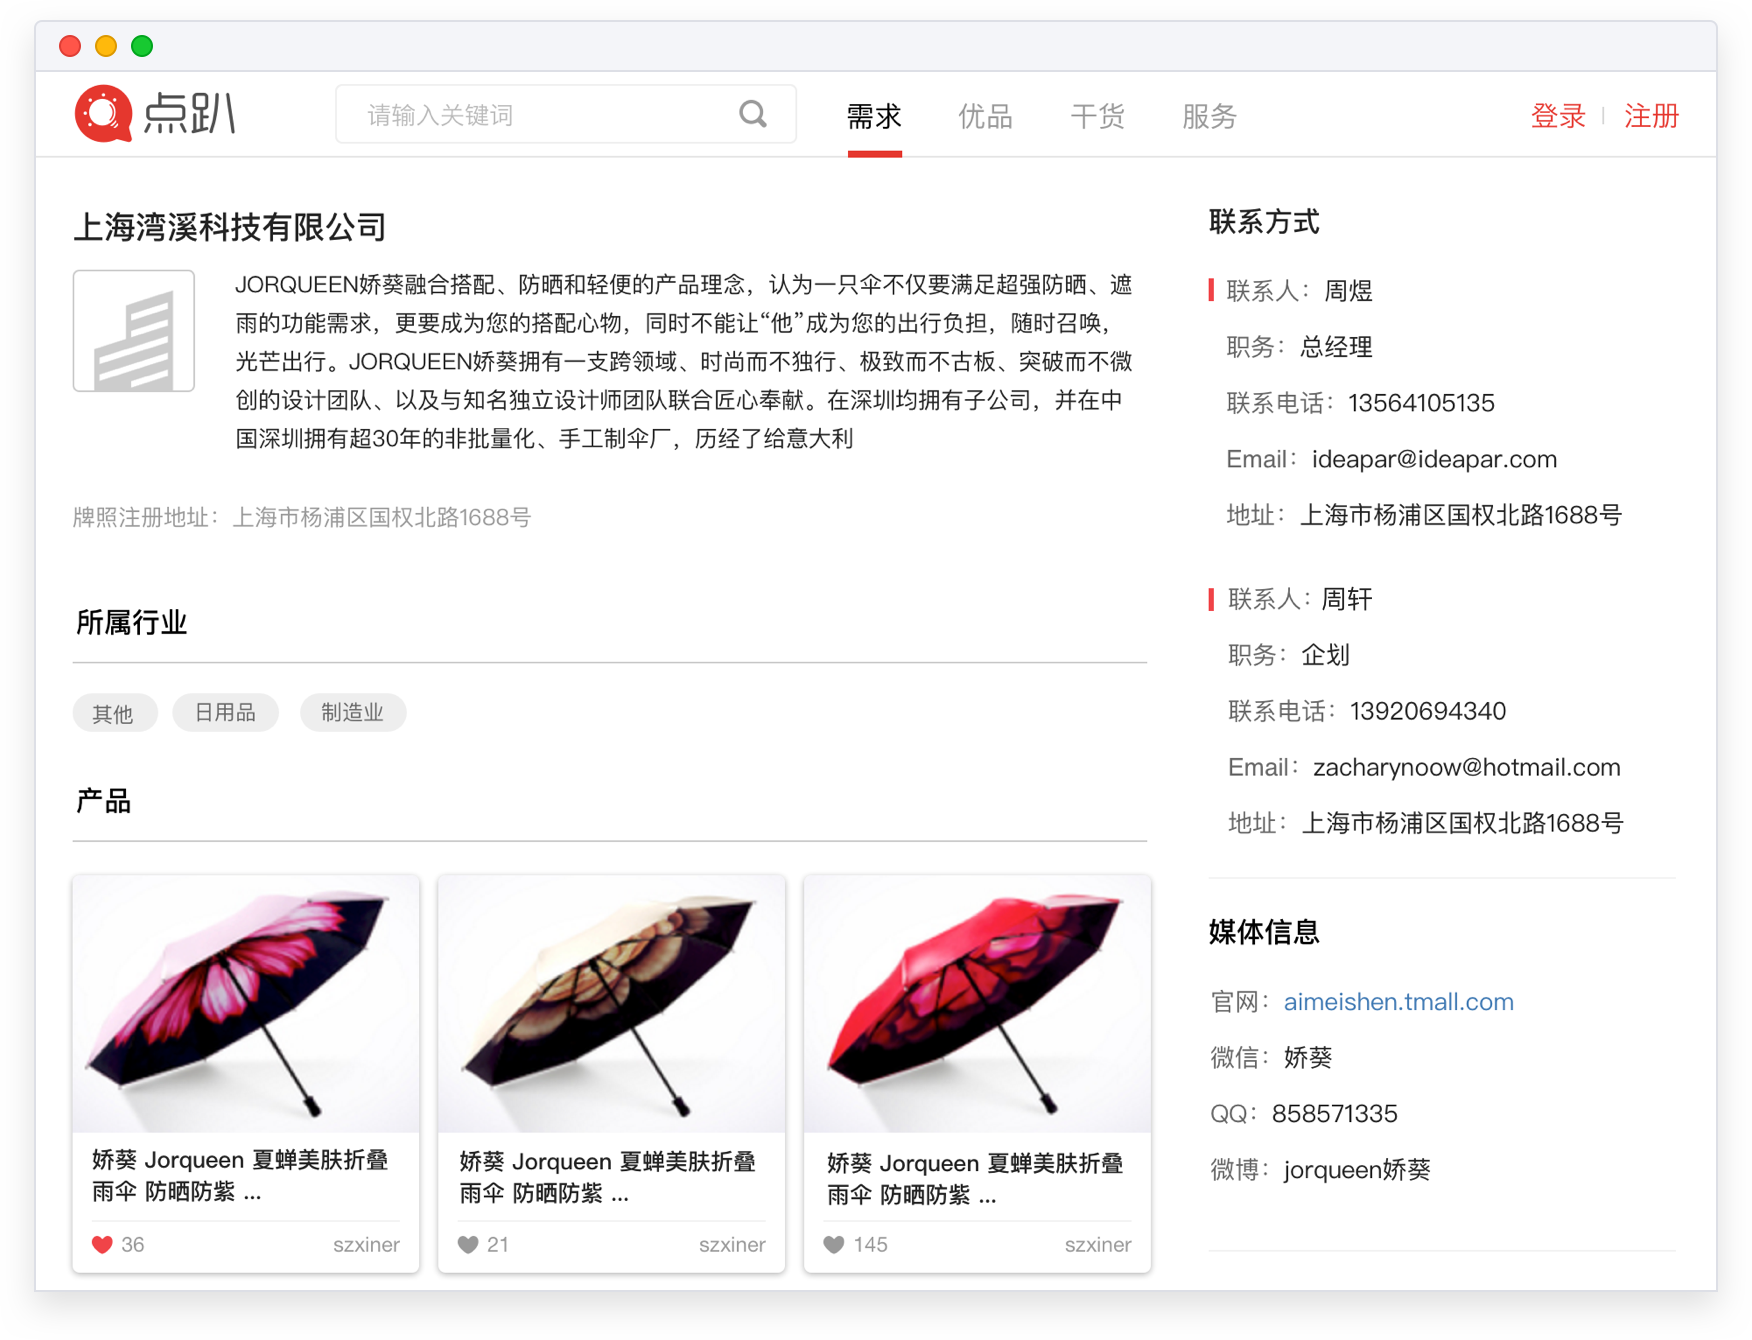 点趴
请输入关键词
需求
优品
干货
服务
登录
注册
上海湾溪科技有限公司
JORQUEEN娇葵融合搭配、防晒和轻便的产品理念，认为一只伞不仅要满足超强防晒、遮
雨的功能需求，更要成为您的搭配心物，同时不能让“他”成为您的出行负担，随时召唤，
光芒出行。JORQUEEN娇葵拥有一支跨领域、时尚而不独行、极致而不古板、突破而不微
创的设计团队、以及与知名独立设计师团队联合匠心奉献。在深圳均拥有子公司，并在中
国深圳拥有超30年的非批量化、手工制伞厂，历经了给意大利
牌照注册地址：上海市杨浦区国权北路1688号
所属行业
其他
日用品
制造业
产品
娇葵 Jorqueen 夏蝉美肤折叠
雨伞 防晒防紫 ...
36
szxiner
娇葵 Jorqueen 夏蝉美肤折叠
雨伞 防晒防紫 ...
21
szxiner
娇葵 Jorqueen 夏蝉美肤折叠
雨伞 防晒防紫 ...
145
szxiner
联系方式
联系人：周煜
职务：总经理
联系电话：13564105135
Email：ideapar@ideapar.com
地址：上海市杨浦区国权北路1688号
联系人：周轩
职务：企划
联系电话：13920694340
Email：zacharynoow@hotmail.com
地址：上海市杨浦区国权北路1688号
媒体信息
官网：aimeishen.tmall.com
微信：娇葵
QQ：858571335
微博：jorqueen娇葵